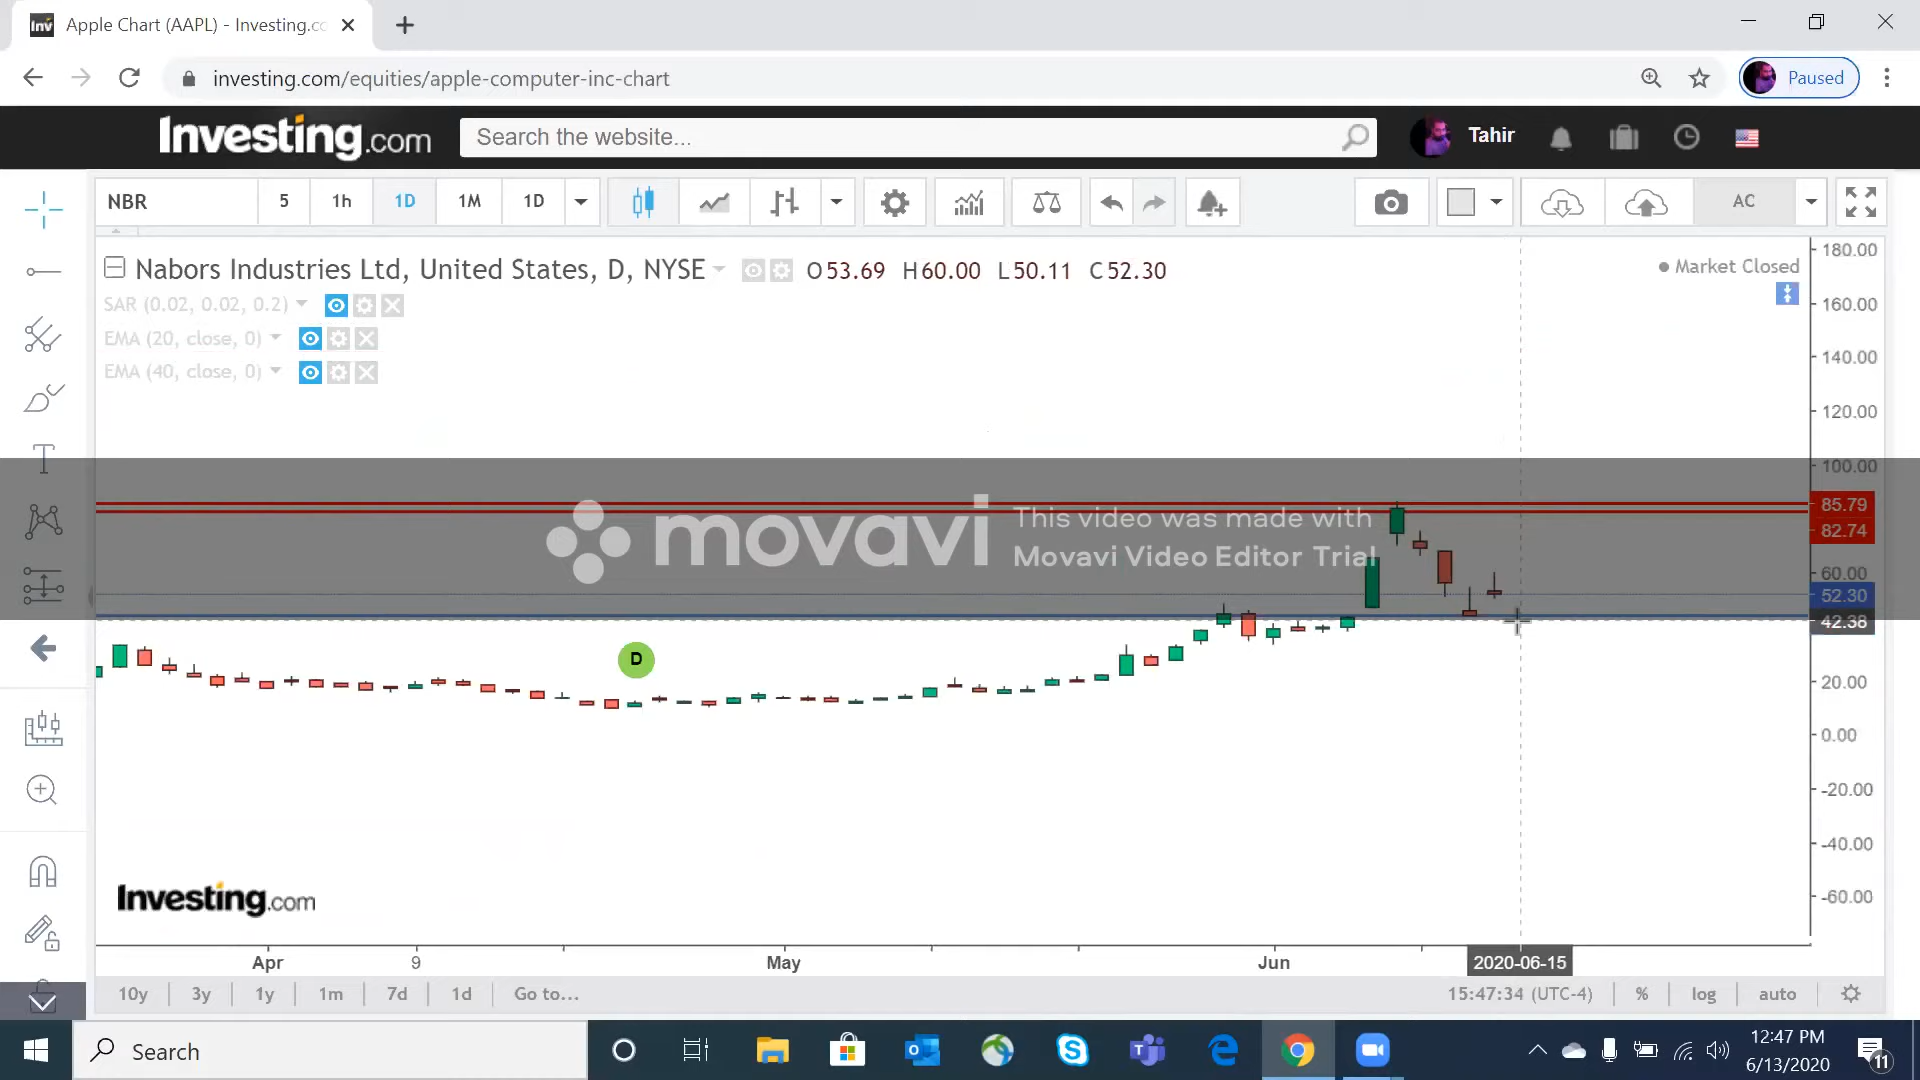 Inv Apple Chart (AAPL) - Investing.cc
investing.com/equities/apple-computer-inc-chart
Paused
Investing.com
Search the website...
Tahir
NBR
5
1h
1D
1M
1D
AC
Nabors Industries Ltd, United States, D, NYSE
O53.69 H60.00 L50.11 C52.30
Market Closed
SAR (0.02, 0.02, 0.2)
EMA (20, close, 0)
EMA (40, close, 0)
180.00
160.00
140.00
120.00
100.00
85.79
82.74
60.00
52.30
42.38
20.00
0.00
-20.00
-40.00
-60.00
movavi
This video was made with
Movavi Video Editor Trial
D
Investing.com
Apr
9
May
Jun
2020-06-15
10y
3y
1y
1m
7d
1d
Go to...
15:47:34 (UTC-4)
%
log
auto
Search
12:47 PM
6/13/2020
11